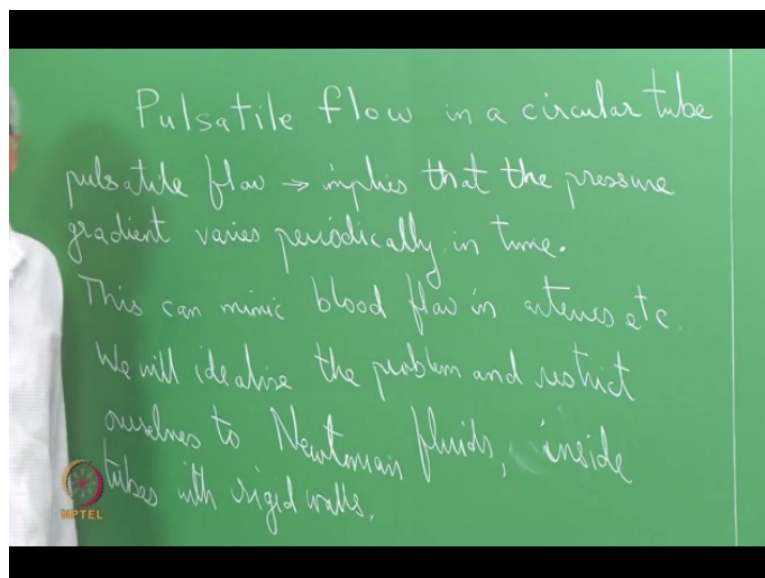 Pulsatile flow in a circular tube
pulsatile flow → implies that the pressure
gradient varies periodically in time.
This can mimic blood flow in arteries etc.
We will idealise the problem and restrict
ourselves to Newtonian fluids, inside
tubes with rigid walls.
NPTEL